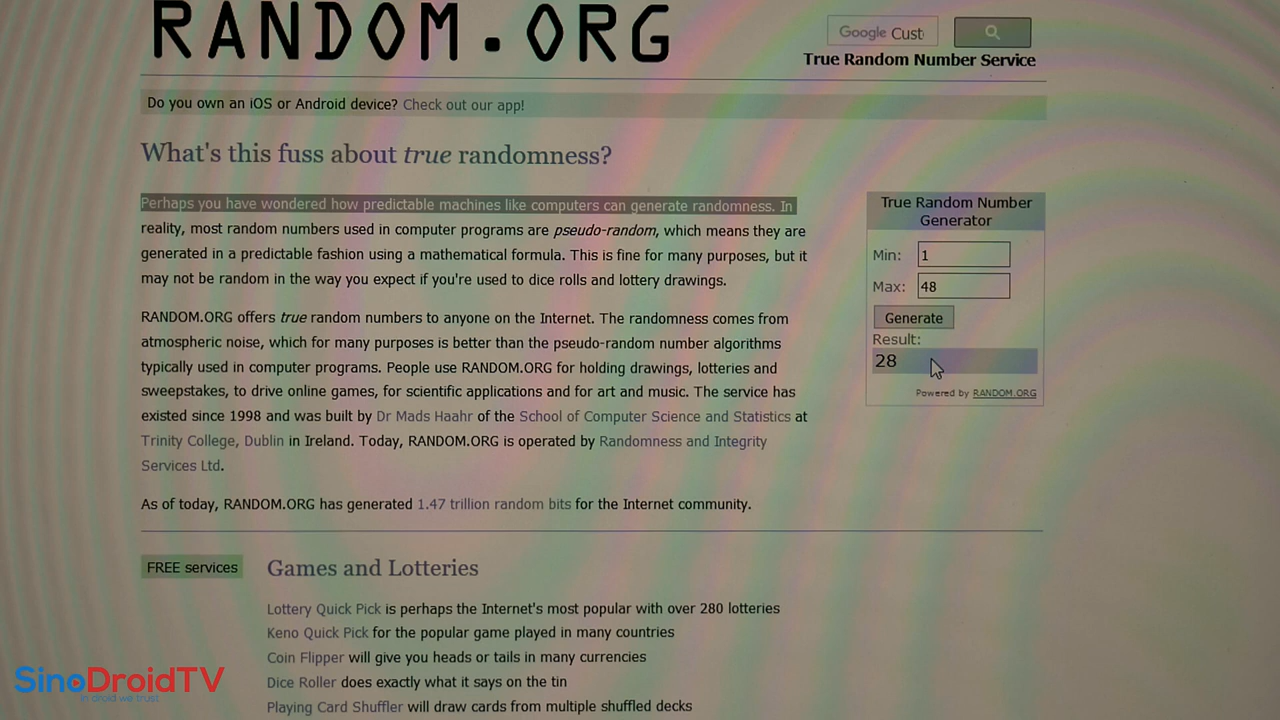 RANDOM.ORG
Google Cust
True Random Number Service
Do you own an iOS or Android device? Check out our app!
What's this fuss about true randomness?
Perhaps you have wondered how predictable machines like computers can generate randomness. In
reality, most random numbers used in computer programs are pseudo-random, which means they are
generated in a predictable fashion using a mathematical formula. This is fine for many purposes, but it
may not be random in the way you expect if you're used to dice rolls and lottery drawings.
RANDOM.ORG offers true random numbers to anyone on the Internet. The randomness comes from
atmospheric noise, which for many purposes is better than the pseudo-random number algorithms
typically used in computer programs. People use RANDOM.ORG for holding drawings, lotteries and
sweepstakes, to drive online games, for scientific applications and for art and music. The service has
existed since 1998 and was built by Dr Mads Haahr of the School of Computer Science and Statistics at
Trinity College, Dublin in Ireland. Today, RANDOM.ORG is operated by Randomness and Integrity
Services Ltd.
As of today, RANDOM.ORG has generated 1.47 trillion random bits for the Internet community.
True Random Number
Generator
Min: 1
Max: 48
Generate
Result:
28
Powered by RANDOM.ORG
FREE services
Games and Lotteries
Lottery Quick Pick is perhaps the Internet's most popular with over 280 lotteries
Keno Quick Pick for the popular game played in many countries
Coin Flipper will give you heads or tails in many currencies
Dice Roller does exactly what it says on the tin
Playing Card Shuffler will draw cards from multiple shuffled decks
SinoDroidTV
in droid we trust